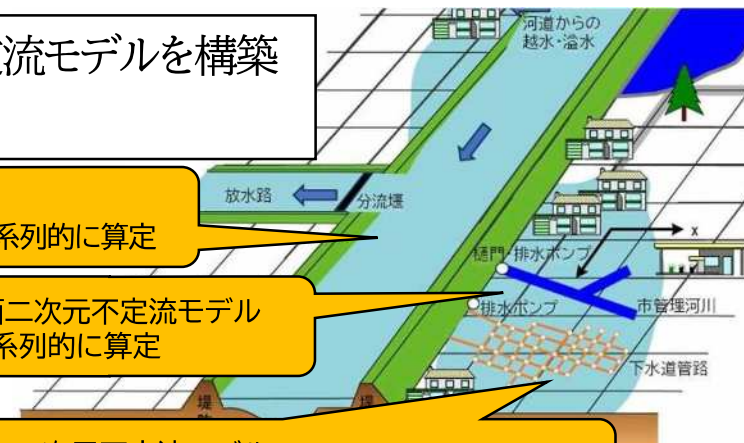 流モデルを構築
河道からの
越水・溢水
放水路
分流堰
系列的に算定
x
樋門・排水ポンプ
二次元不定流モデル
系列的に算定
排水ポンプ
市管理河川
下水道管路
堤
堤